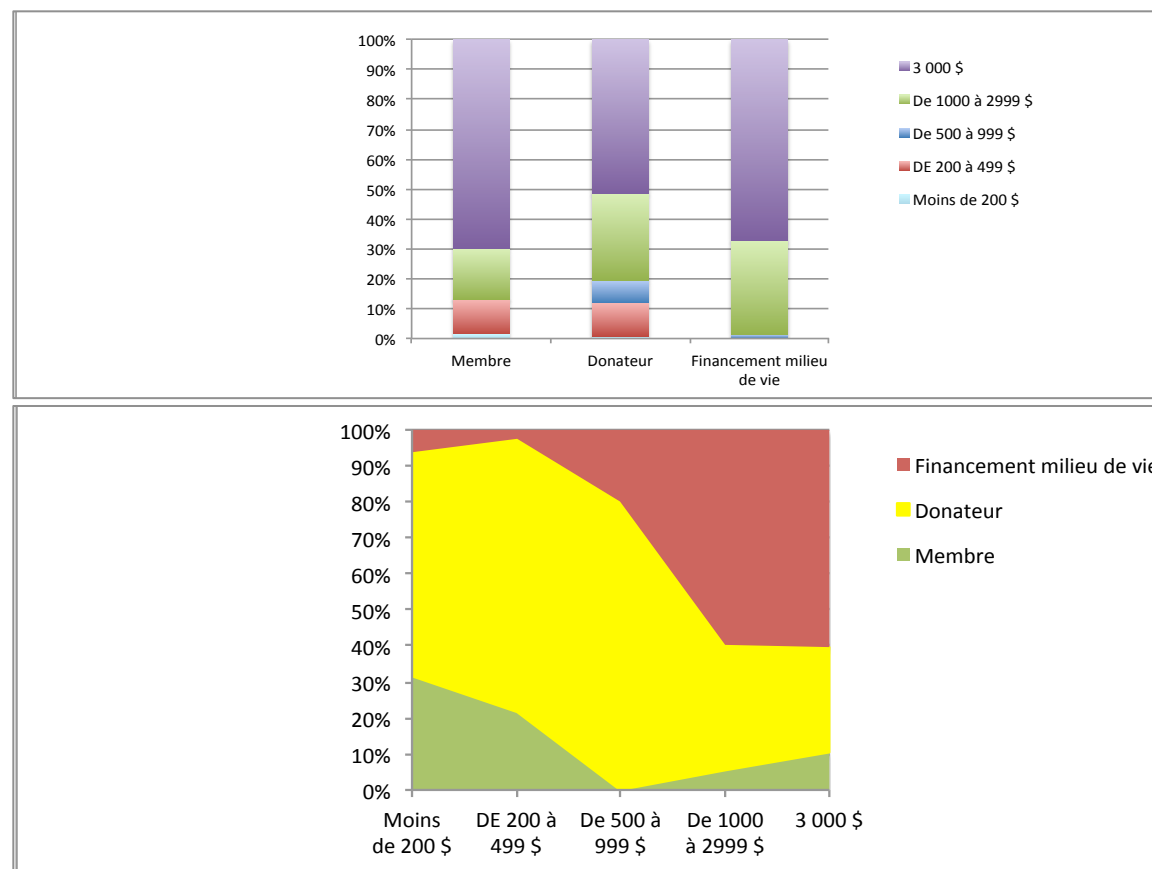 100%
90%
80%
70%
60%
50%
40%
30%
20%
10%
0%
Membre
Donateur
Financement milieu
de vie
3 000 $
De 1000 à 2999 $
De 500 à 999 $
DE 200 à 499 $
Moins de 200 $
100%
90%
80%
70%
60%
50%
40%
30%
20%
10%
0%
Moins
de 200 $
DE 200 à
499 $
De 500 à
999 $
De 1000
à 2999 $
3 000 $
Financement milieu de vie
Donateur
Membre